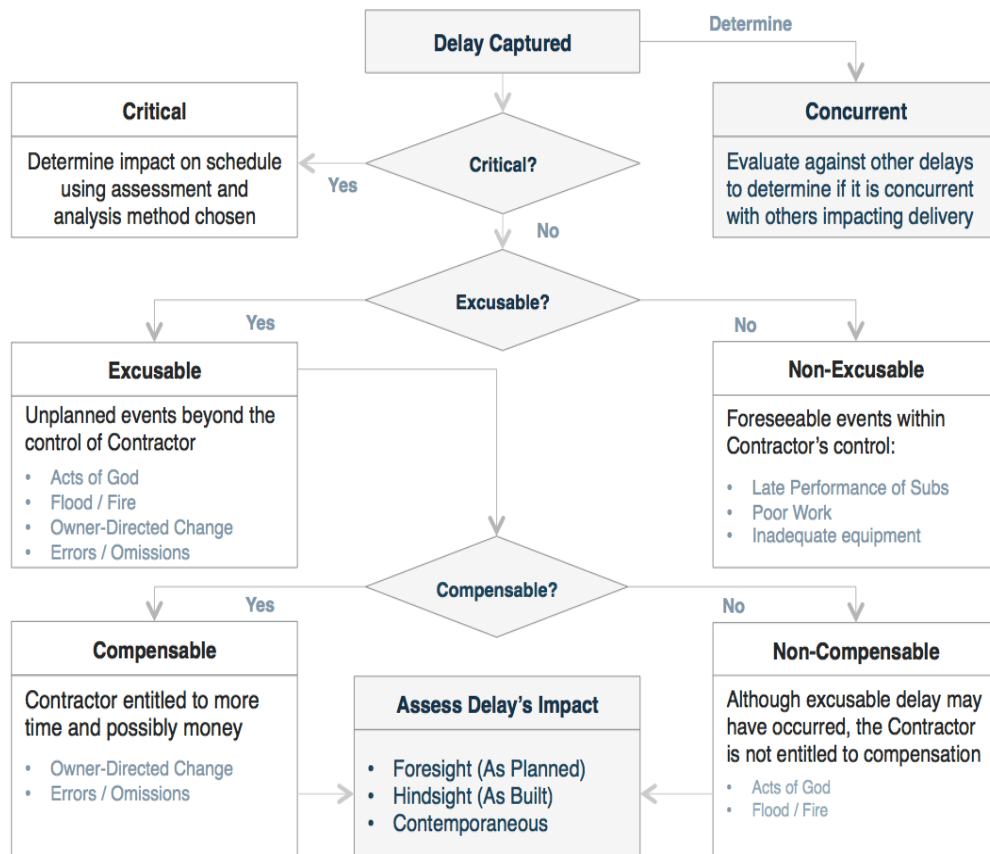 Delay Captured
Determine
Critical
Determine impact on schedule
using assessment and
analysis method chosen
Critical?
Yes
No
Concurrent
Evaluate against other delays
to determine if it is concurrent
with others impacting delivery
Excusable?
Yes
No
Excusable
Unplanned events beyond the
control of Contractor
• Acts of God
• Flood / Fire
• Owner-Directed Change
• Errors / Omissions
Non-Excusable
Foreseeable events within
Contractor's control:
• Late Performance of Subs
• Poor Work
• Inadequate equipment
Compensable?
Yes
No
Compensable
Contractor entitled to more
time and possibly money
• Owner-Directed Change
• Errors / Omissions
Assess Delay's Impact
• Foresight (As Planned)
• Hindsight (As Built)
• Contemporaneous
Non-Compensable
Although excusable delay may
have occurred, the Contractor
is not entitled to compensation
• Acts of God
• Flood / Fire